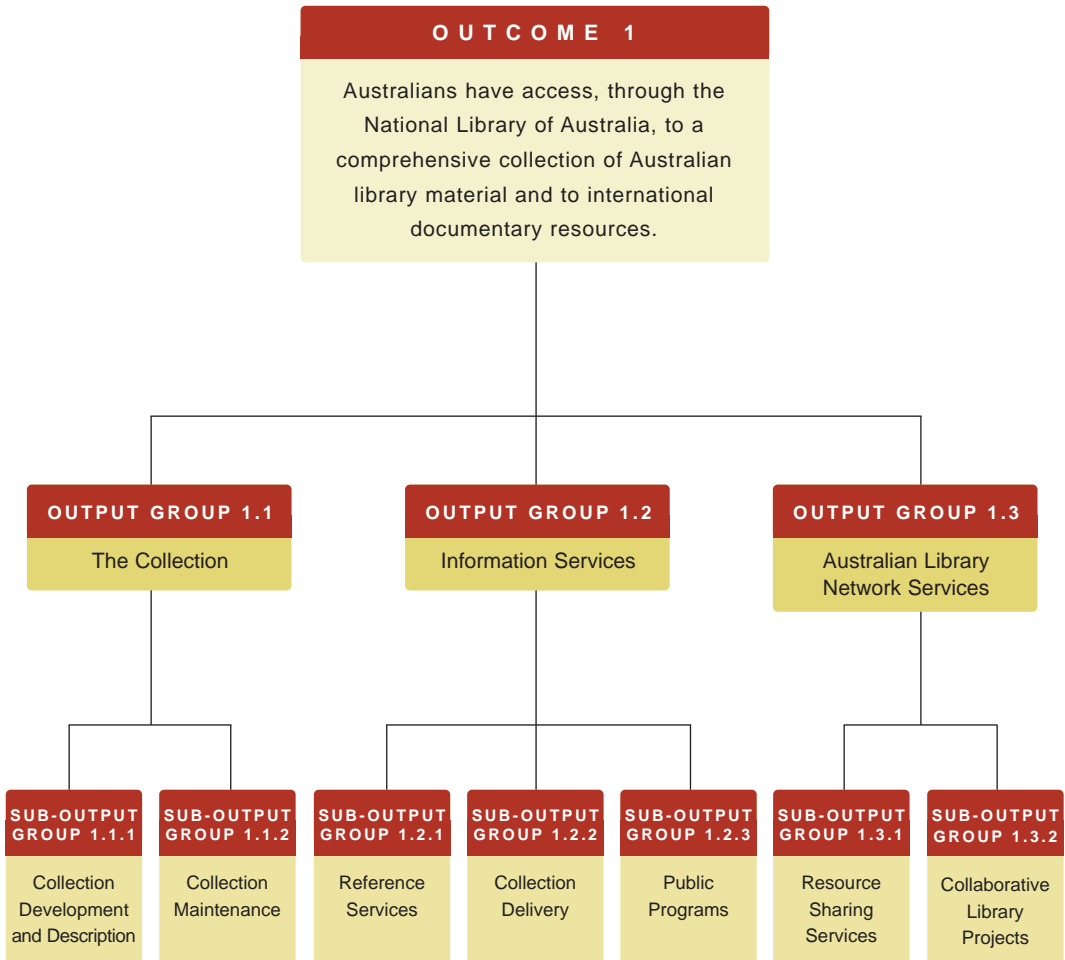 OUTCOME 1
Australians have access, through the
National Library of Australia, to a
comprehensive collection of Australian
library material and to international
documentary resources.
OUTPUT GROUP 1.1
The Collection
OUTPUT GROUP 1.2
Information Services
OUTPUT GROUP 1.3
Australian Library
Network Services
SUB-OUTPUT
GROUP 1.1.1
Collection
Development
and Description
SUB-OUTPUT
GROUP 1.1.2
Collection
Maintenance
SUB-OUTPUT
GROUP 1.2.1
Reference
Services
SUB-OUTPUT
GROUP 1.2.2
Collection
Delivery
SUB-OUTPUT
GROUP 1.2.3
Public
Programs
SUB-OUTPUT
GROUP 1.3.1
Resource
Sharing
Services
SUB-OUTPUT
GROUP 1.3.2
Collaborative
Library
Projects